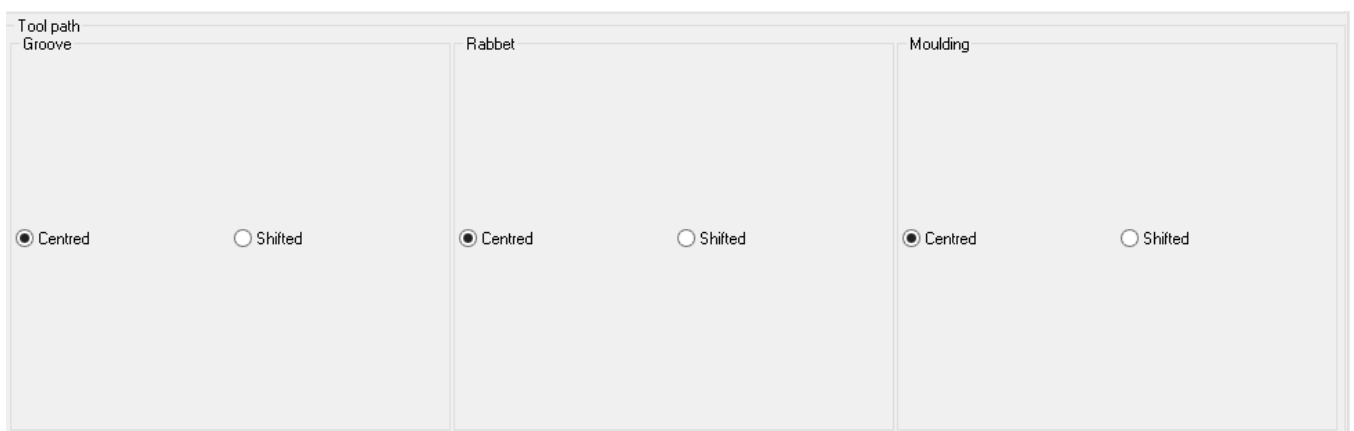 Tool path
Groove
Rabbet
Moulding
Centred
Shifted
Centred
Shifted
Centred
Shifted